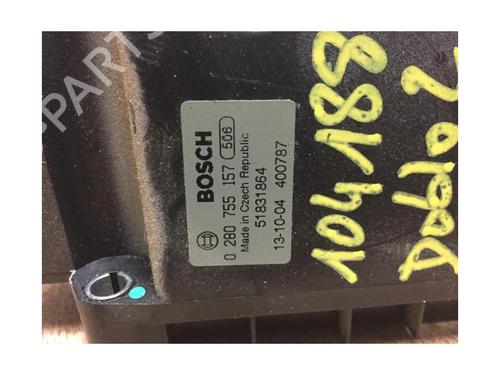 BOSCH
0 280 755 157 506
Made in Czech Republic
51831864
13-10-04 400787
104188
Doblo
PARTS